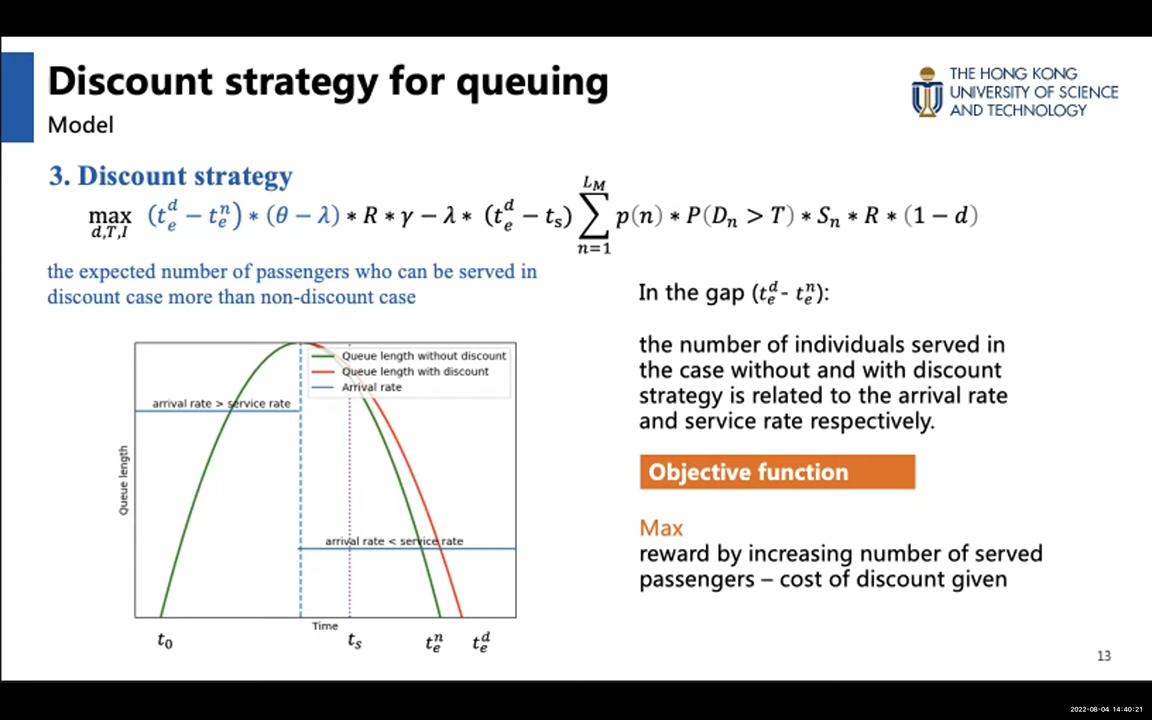 Discount strategy for queuing
Model
THE HONG KONG
UNIVERSITY OF SCIENCE
AND TECHNOLOGY
3. Discount strategy
max_{d,T,I} (t_e^d − t_e^n) * (θ − λ) * R * γ − λ * (t_e^d − t_s) ∑_{n=1}^{L_M} p(n) * P(D_n > T) * S_n * R * (1 − d)
the expected number of passengers who can be served in
discount case more than non-discount case
Queue length without discount
Queue length with discount
Arrival rate
arrival rate > service rate
Queue length
arrival rate < service rate
Time
t_0 t_s t_e^n t_e^d
In the gap (t_e^d - t_e^n):
the number of individuals served in
the case without and with discount
strategy is related to the arrival rate
and service rate respectively.
Objective function
Max
reward by increasing number of served
passengers – cost of discount given
13
2022-08-04 14:40:21